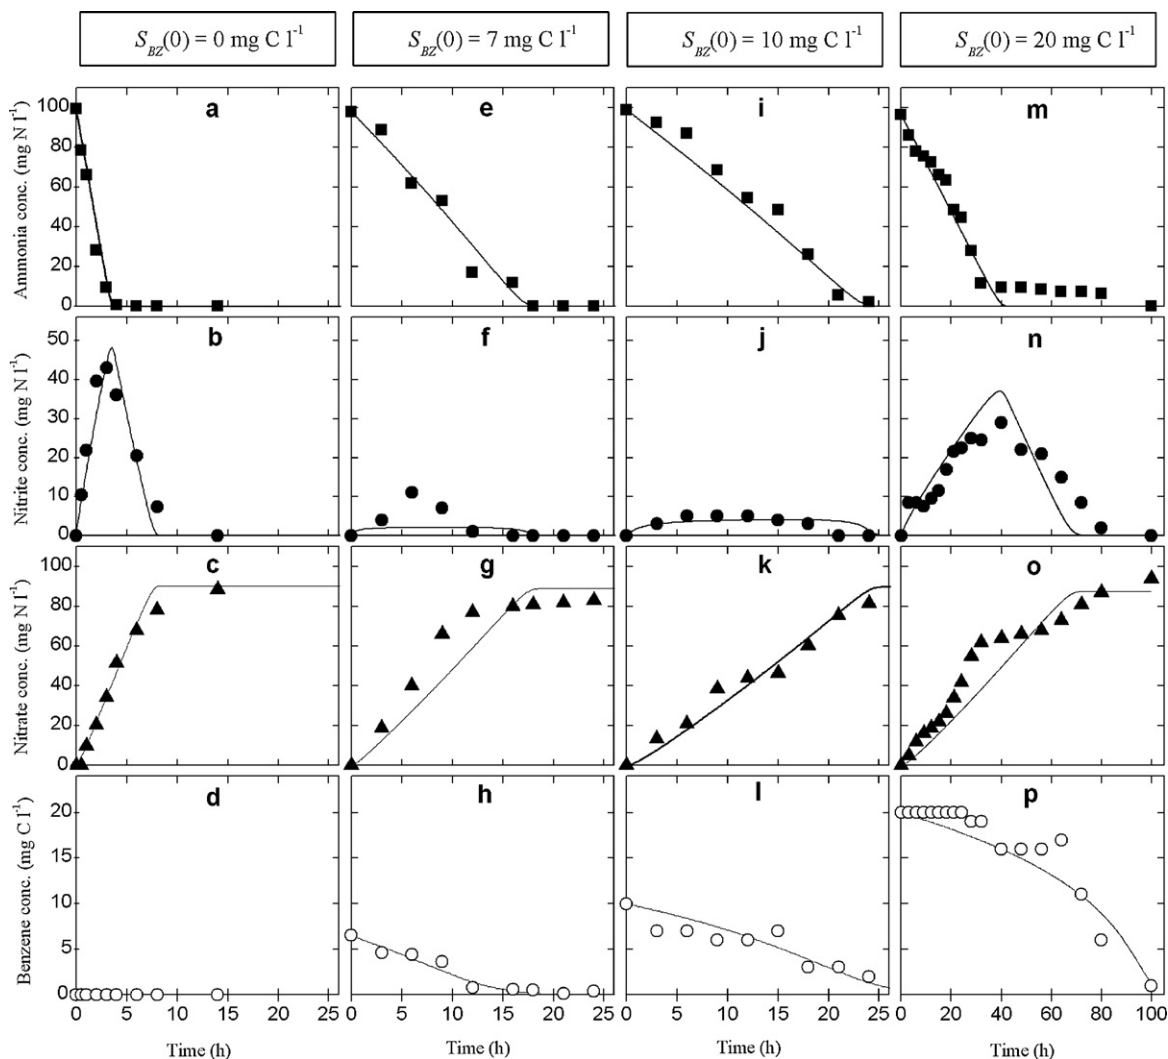 S_BZ(0) = 0 mg C l⁻¹ S_BZ(0) = 7 mg C l⁻¹ S_BZ(0) = 10 mg C l⁻¹ S_BZ(0) = 20 mg C l⁻¹
Ammonia conc. (mg N l⁻¹)
100
80
60
40
20
0
a e i m
Nitrite conc. (mg N l⁻¹)
50
40
30
20
10
0
b f j n
Nitrate conc. (mg N l⁻¹)
100
80
60
40
20
0
c g k o
Benzene conc. (mg C l⁻¹)
20
10
5
0
d h l p
0 5 10 15 20 25 0 5 10 15 20 25 0 5 10 15 20 25 0 20 40 60 80 100
Time (h) Time (h) Time (h) Time (h)